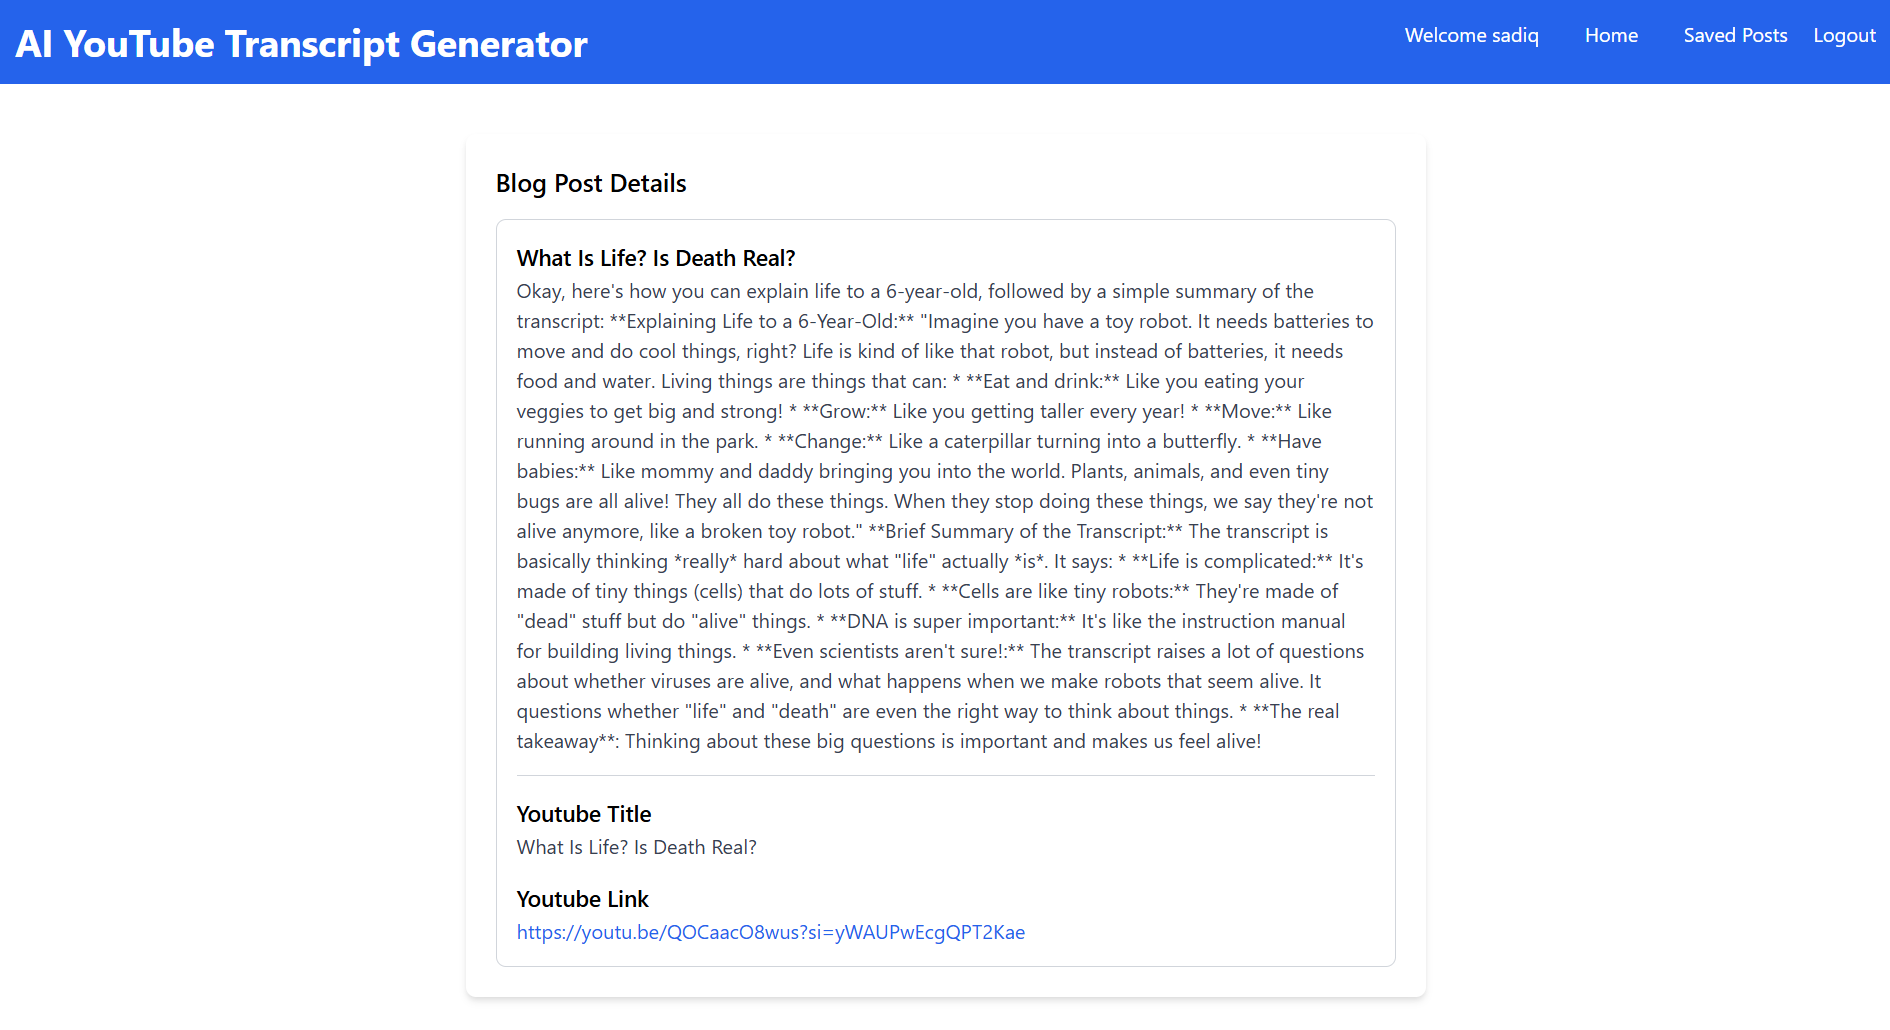 AI YouTube Transcript Generator
Welcome sadiq
Home
Saved Posts
Logout
Blog Post Details
What Is Life? Is Death Real?
Okay, here's how you can explain life to a 6-year-old, followed by a simple summary of the
transcript: **Explaining Life to a 6-Year-Old:** "Imagine you have a toy robot. It needs batteries to
move and do cool things, right? Life is kind of like that robot, but instead of batteries, it needs
food and water. Living things are things that can: * **Eat and drink:** Like you eating your
veggies to get big and strong! * **Grow:** Like you getting taller every year! * **Move:** Like
running around in the park. * **Change:** Like a caterpillar turning into a butterfly. * **Have
babies:** Like mommy and daddy bringing you into the world. Plants, animals, and even tiny
bugs are all alive! They all do these things. When they stop doing these things, we say they're not
alive anymore, like a broken toy robot." **Brief Summary of the Transcript:** The transcript is
basically thinking *really* hard about what "life" actually *is*. It says: * **Life is complicated:** It's
made of tiny things (cells) that do lots of stuff. * **Cells are like tiny robots:** They're made of
"dead" stuff but do "alive" things. * **DNA is super important:** It's like the instruction manual
for building living things. * **Even scientists aren't sure!:** The transcript raises a lot of questions
about whether viruses are alive, and what happens when we make robots that seem alive. It
questions whether "life" and "death" are even the right way to think about things. * **The real
takeaway**: Thinking about these big questions is important and makes us feel alive!
Youtube Title
What Is Life? Is Death Real?
Youtube Link
https://youtu.be/QOCaacO8wus?si=yWAUPwEcgQPT2Kae